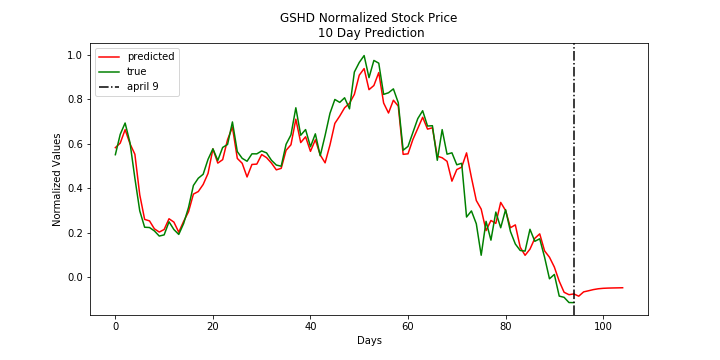 GSHD Normalized Stock Price
10 Day Prediction
predicted
true
april 9
Normalized Values
1.0
0.8
0.6
0.4
0.2
0.0
0
20
40
60
80
100
Days